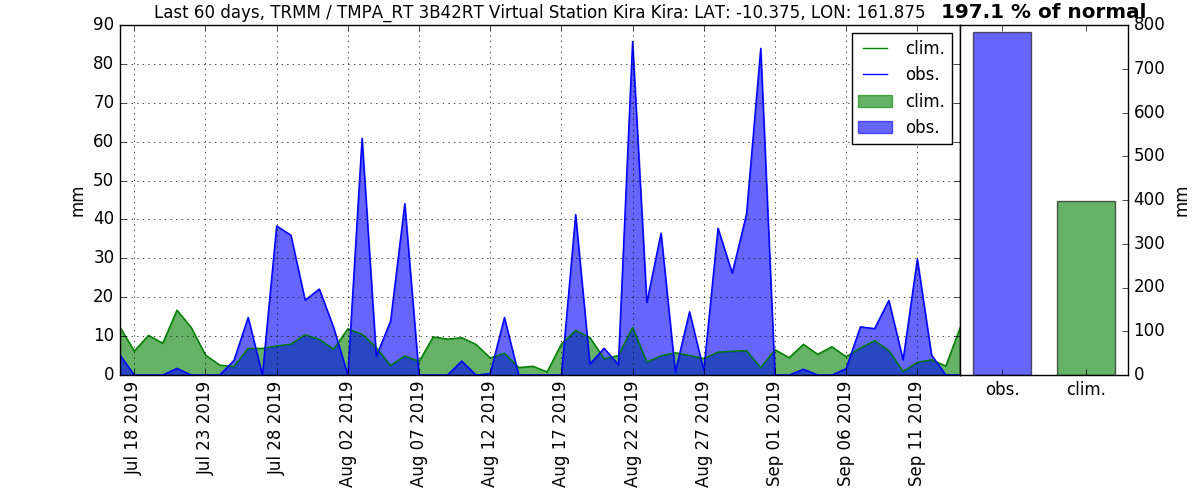 Last 60 days, TRMM / TMPA_RT 3B42RT Virtual Station Kira Kira: LAT: -10.375, LON: 161.875
197.1 % of normal
90
80
70
60
50
40
30
20
10
0
mm
clim.
obs.
clim.
obs.
Jul 18 2019
Jul 23 2019
Jul 28 2019
Aug 02 2019
Aug 07 2019
Aug 12 2019
Aug 17 2019
Aug 22 2019
Aug 27 2019
Sep 01 2019
Sep 06 2019
Sep 11 2019
800
700
600
500
400
300
200
100
0
mm
obs.
clim.